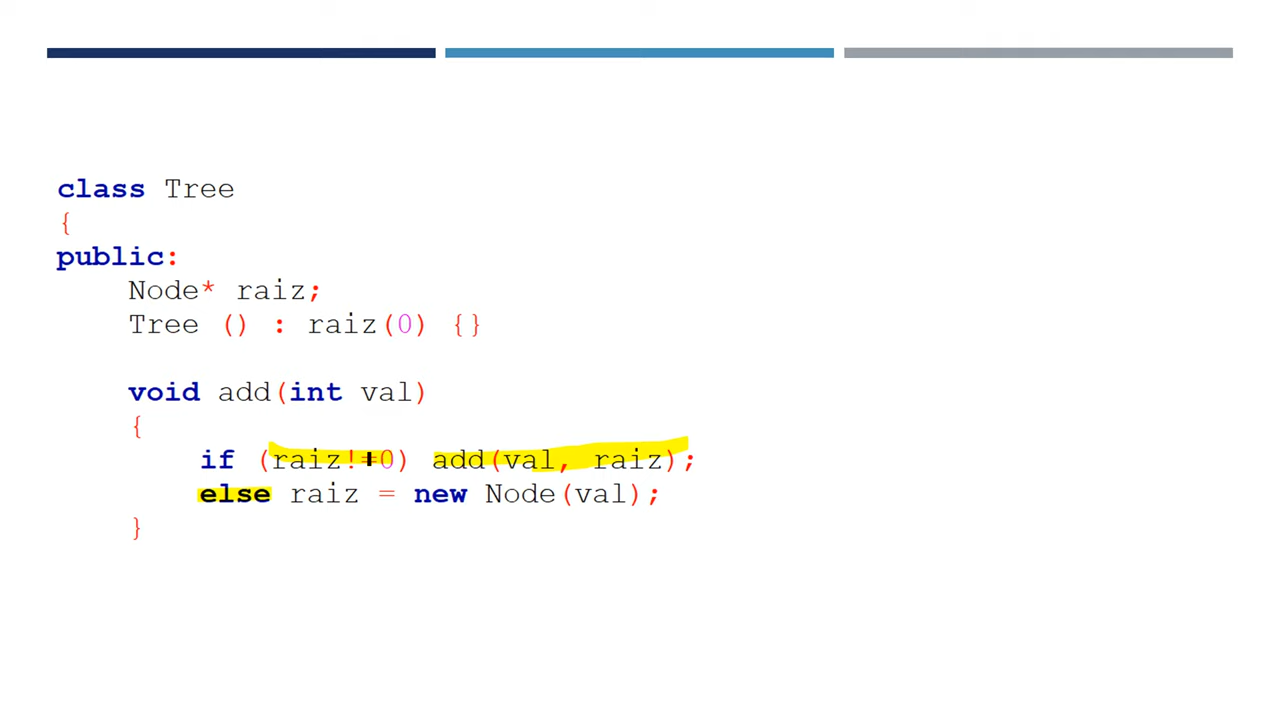 class Tree
{
public:
Node* raiz;
Tree () : raiz(0) {}
void add(int val)
{
if (raiz!=0) add(val, raiz);
else raiz = new Node(val);
}